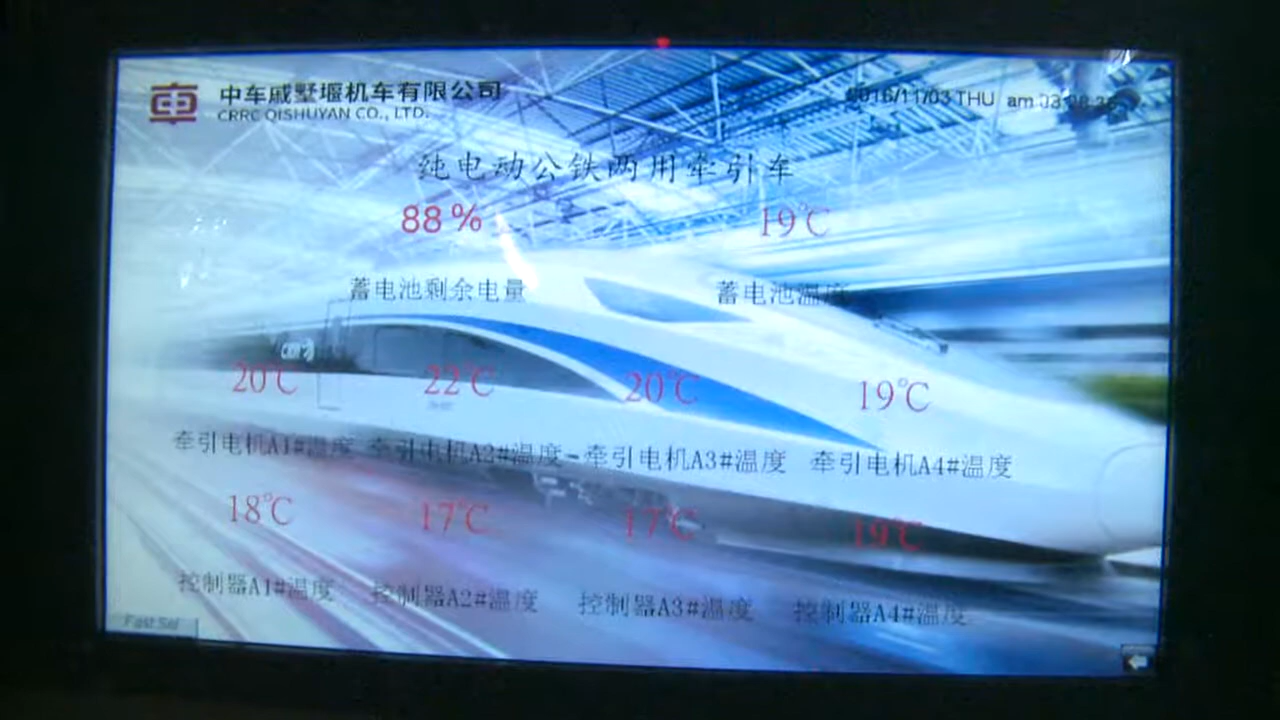 中车戚墅堰机车有限公司
CRRC QISHUYAN CO., LTD.
2016/11/03 THU am
纯电动公铁两用牵引车
88% 19℃
蓄电池剩余电量 蓄电池温度
20℃ 22℃ 20℃ 19℃
牵引电机A1#温度 牵引电机A2#温度 牵引电机A3#温度 牵引电机A4#温度
18℃ 17℃ 17℃ 19℃
控制器A1#温度 控制器A2#温度 控制器A3#温度 控制器A4#温度
Fast Sel